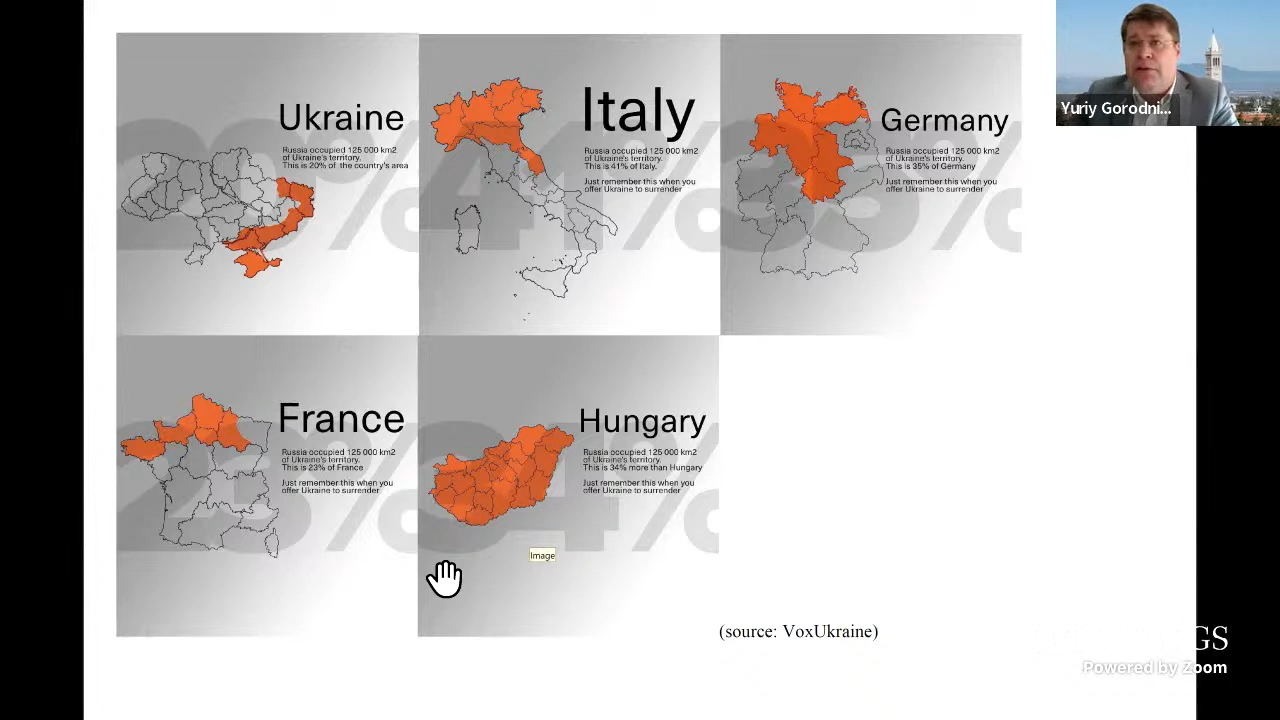 Ukraine
Russia occupied 125 000 km2
of Ukraine's territory.
This is 20% of the country's area
20%
Italy
Russia occupied 125 000 km2
of Ukraine's territory.
This is 41% of Italy.
Just remember this when you
offer Ukraine to surrender
41%
Germany
Russia occupied 125 000 km2
of Ukraine's territory.
This is 35% of Germany
Just remember this when you
offer Ukraine to surrender
35%
Yuriy Gorodni...
France
Russia occupied 125 000 km2
of Ukraine's territory.
This is 23% of France
Just remember this when you
offer Ukraine to surrender
23%
Hungary
Russia occupied 125 000 km2
of Ukraine's territory.
This is 34% more than Hungary
Just remember this when you
offer Ukraine to surrender
34%
Image
(source: VoxUkraine)
GS
Powered by Zoom